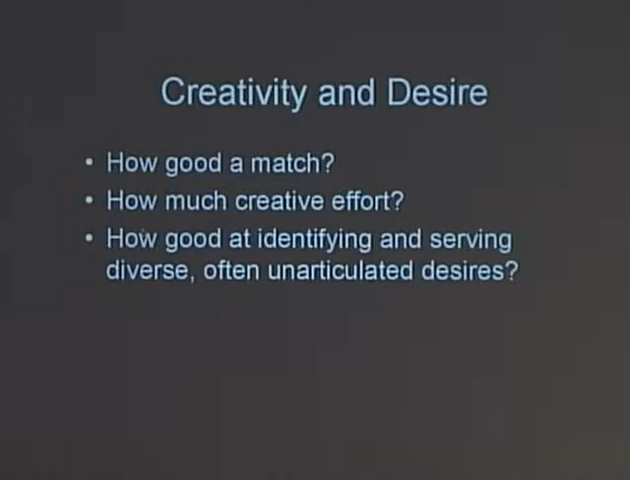 Creativity and Desire
• How good a match?
• How much creative effort?
• How good at identifying and serving
diverse, often unarticulated desires?